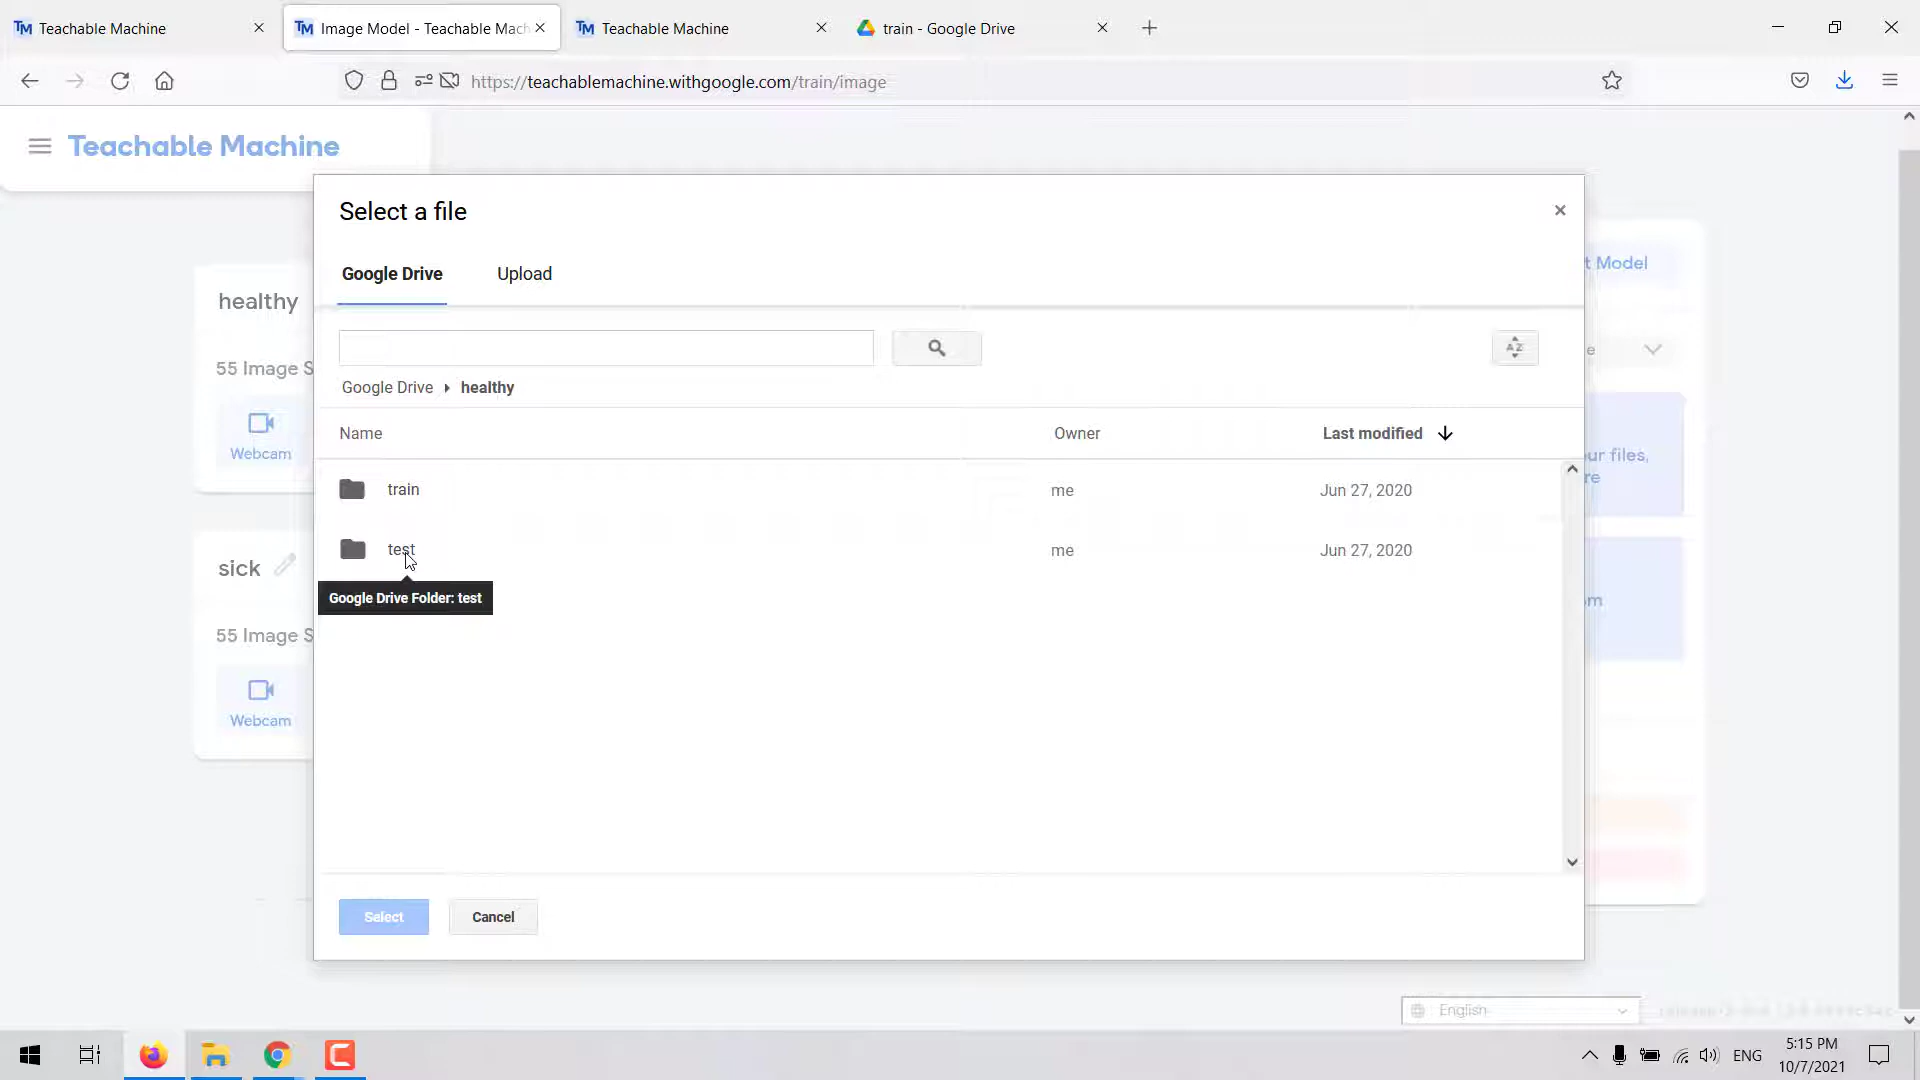 Teachable Machine
Image Model - Teachable Mach
Teachable Machine
train - Google Drive
https://teachablemachine.withgoogle.com/train/image
Teachable Machine
Select a file
Google Drive
Upload
t Model
healthy
55 Image S
Webcam
sick
55 Image S
Webcam
AZ
e
Google Drive healthy
Name
Owner
Last modified
train
me
Jun 27, 2020
test
me
Jun 27, 2020
Google Drive Folder: test
ur files,
re
m
Select
Cancel
English
ENG
5:15 PM
10/7/2021